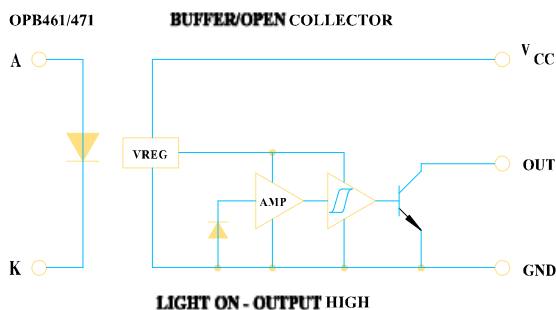 OPB461/471
BUFFER/OPEN COLLECTOR
A
VCC
VREG
OUT
AMP
K
GND
LIGHT ON - OUTPUT HIGH